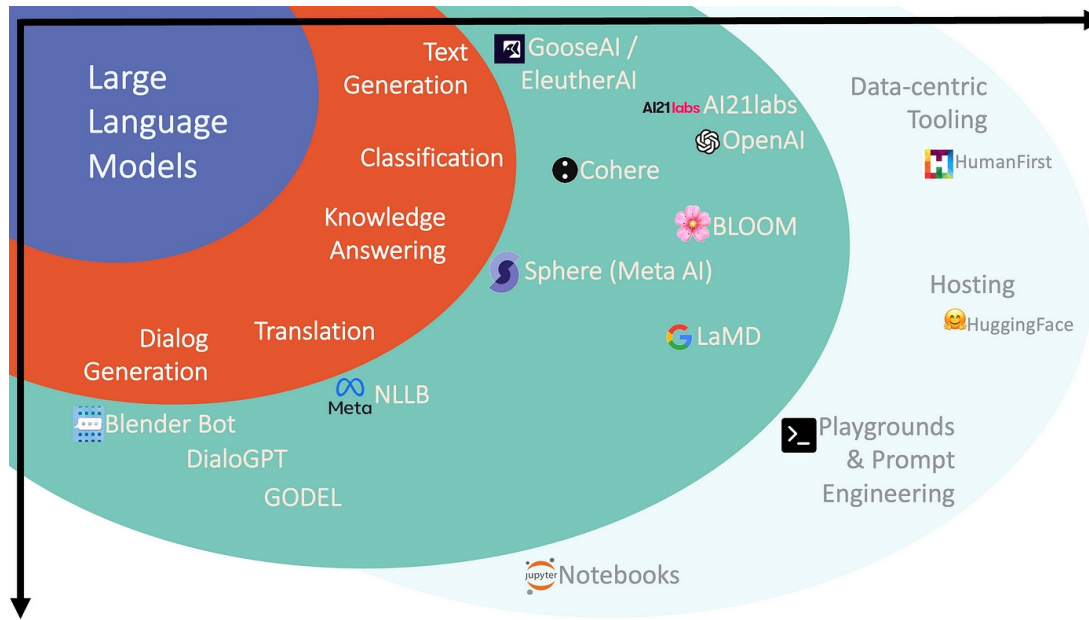 Large
Language
Models
Text
Generation
Classification
Knowledge
Answering
Translation
Dialog
Generation
GooseAI /
EleutherAI
AI21labs AI21labs
OpenAI
Cohere
BLOOM
Sphere (Meta AI)
LaMD
Meta NLLB
Blender Bot
DialoGPT
GODEL
Data-centric
Tooling
HumanFirst
Hosting
HuggingFace
Playgrounds
& Prompt
Engineering
jupyter Notebooks